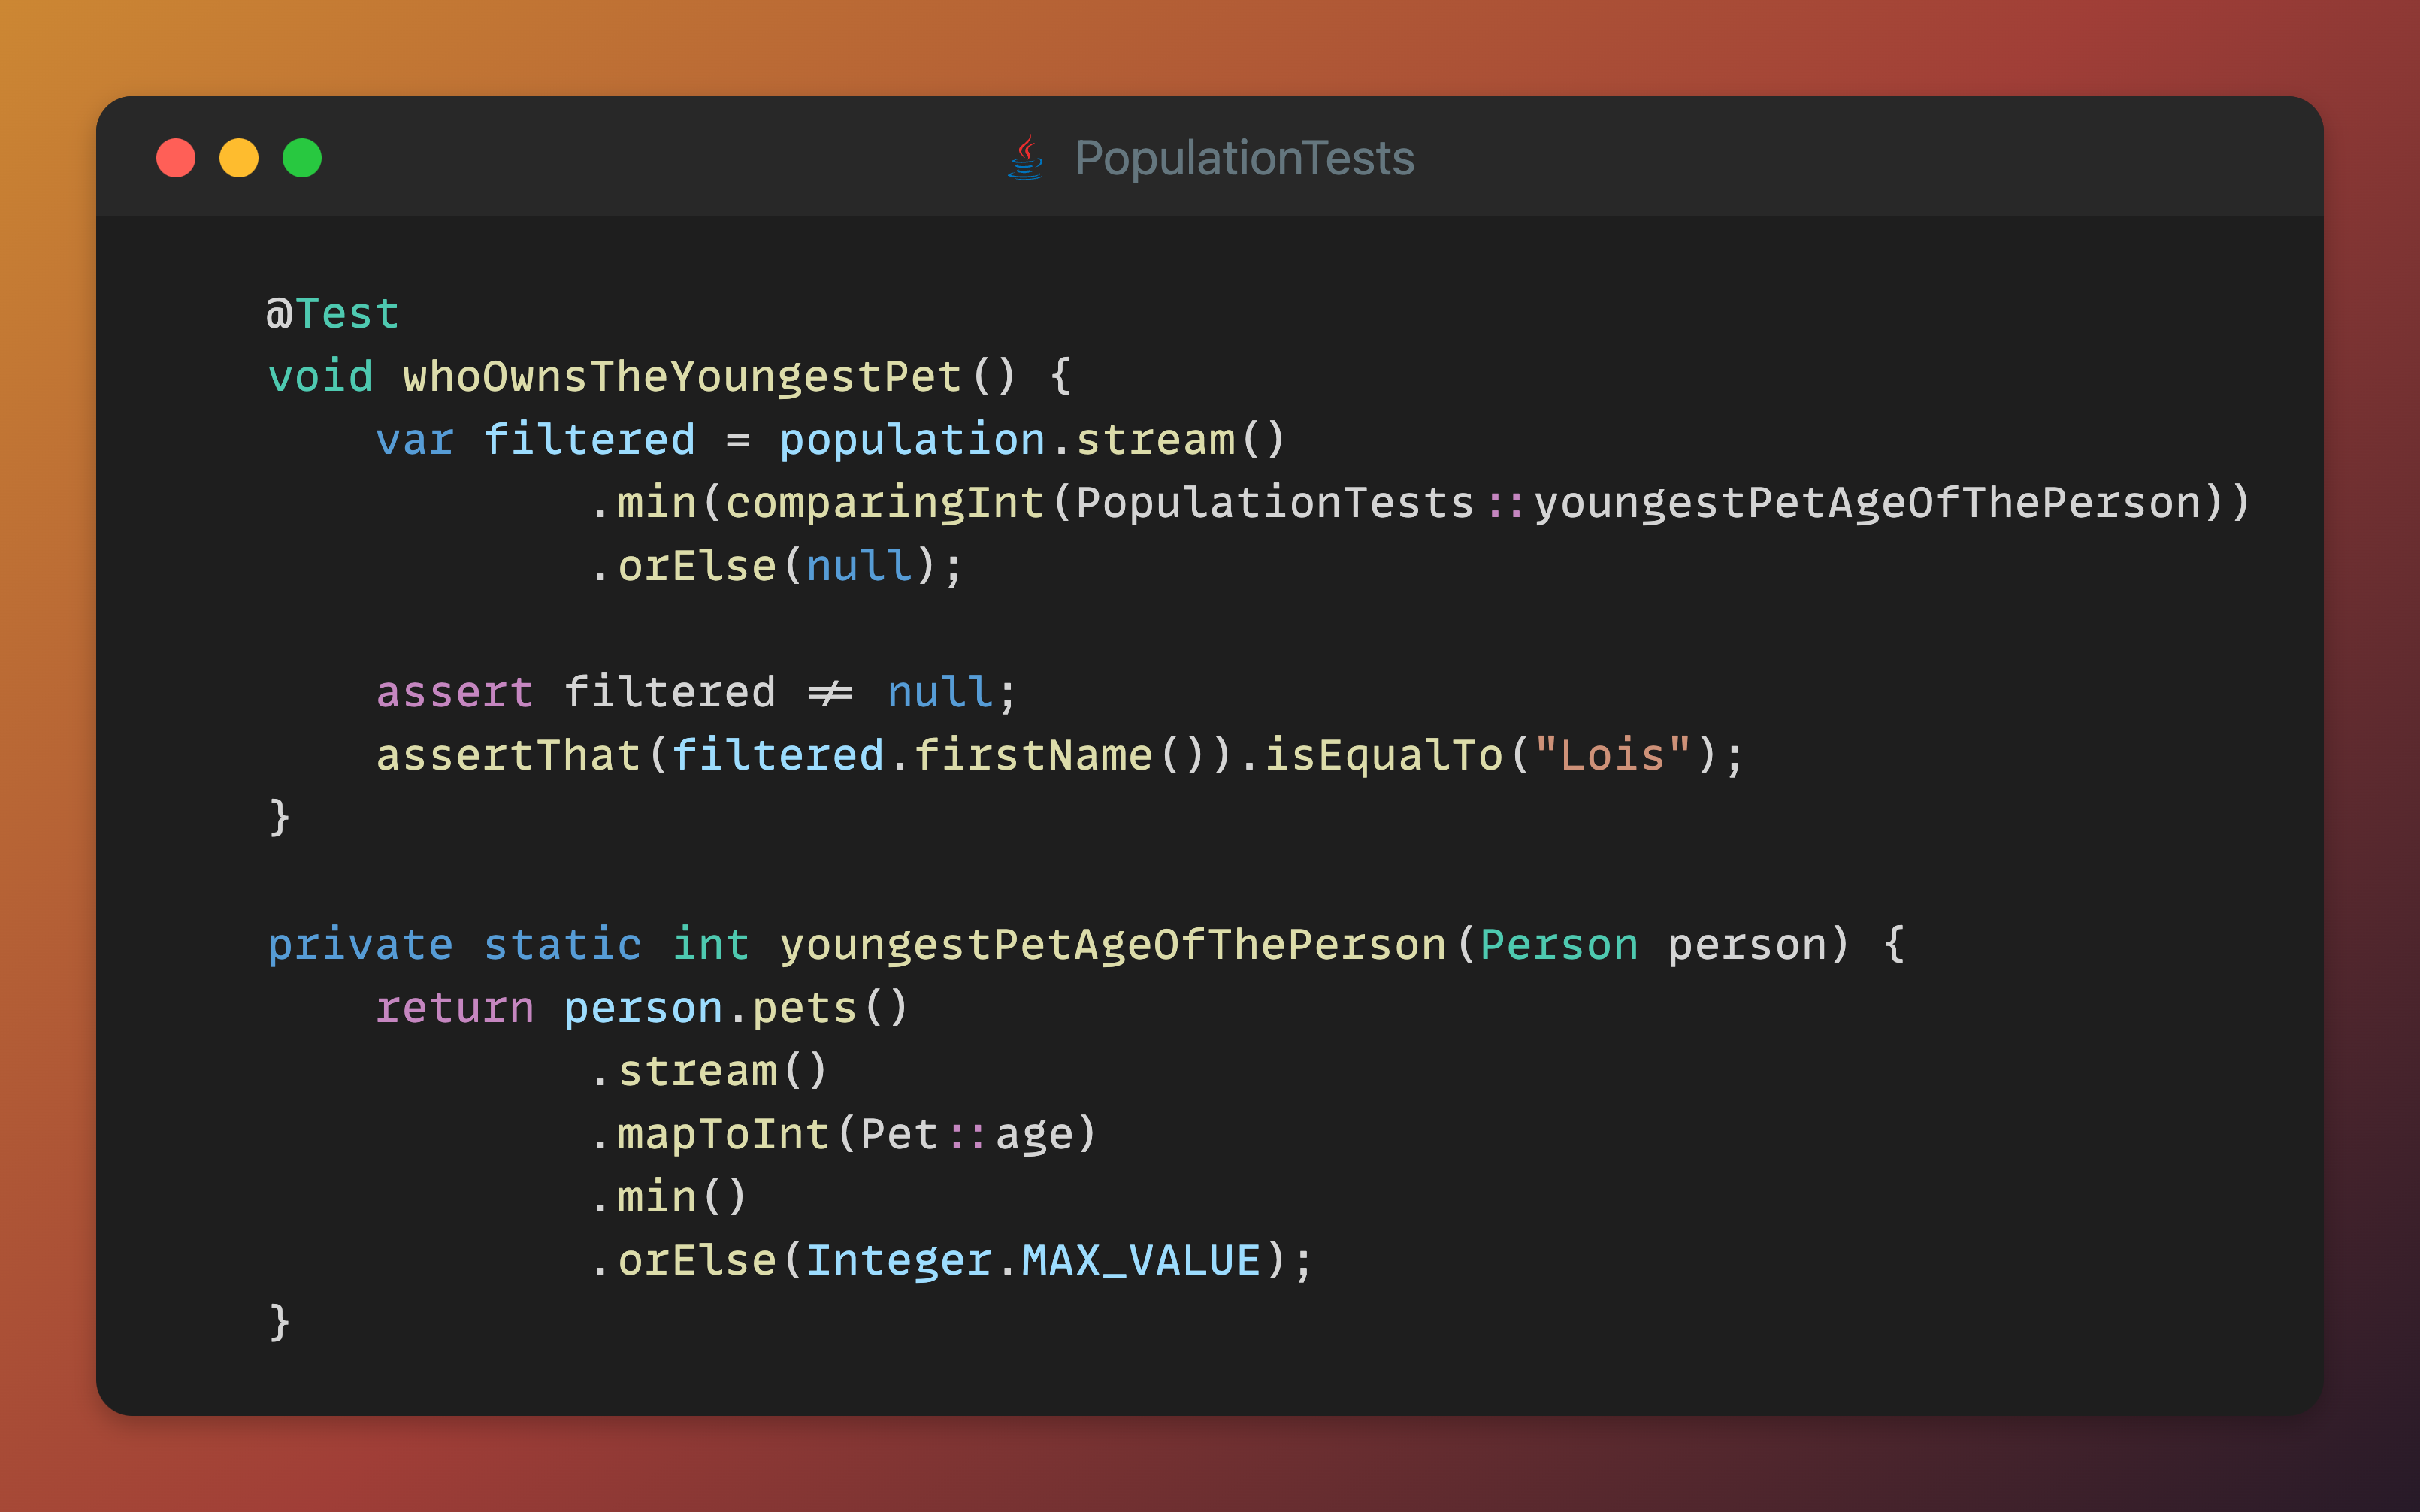 PopulationTests
@Test
void whoOwnsTheYoungestPet() {
    var filtered = population.stream()
            .min(comparingInt(PopulationTests::youngestPetAgeOfThePerson))
            .orElse(null);

    assert filtered != null;
    assertThat(filtered.firstName()).isEqualTo("Lois");
}

private static int youngestPetAgeOfThePerson(Person person) {
    return person.pets()
            .stream()
            .mapToInt(Pet::age)
            .min()
            .orElse(Integer.MAX_VALUE);
}